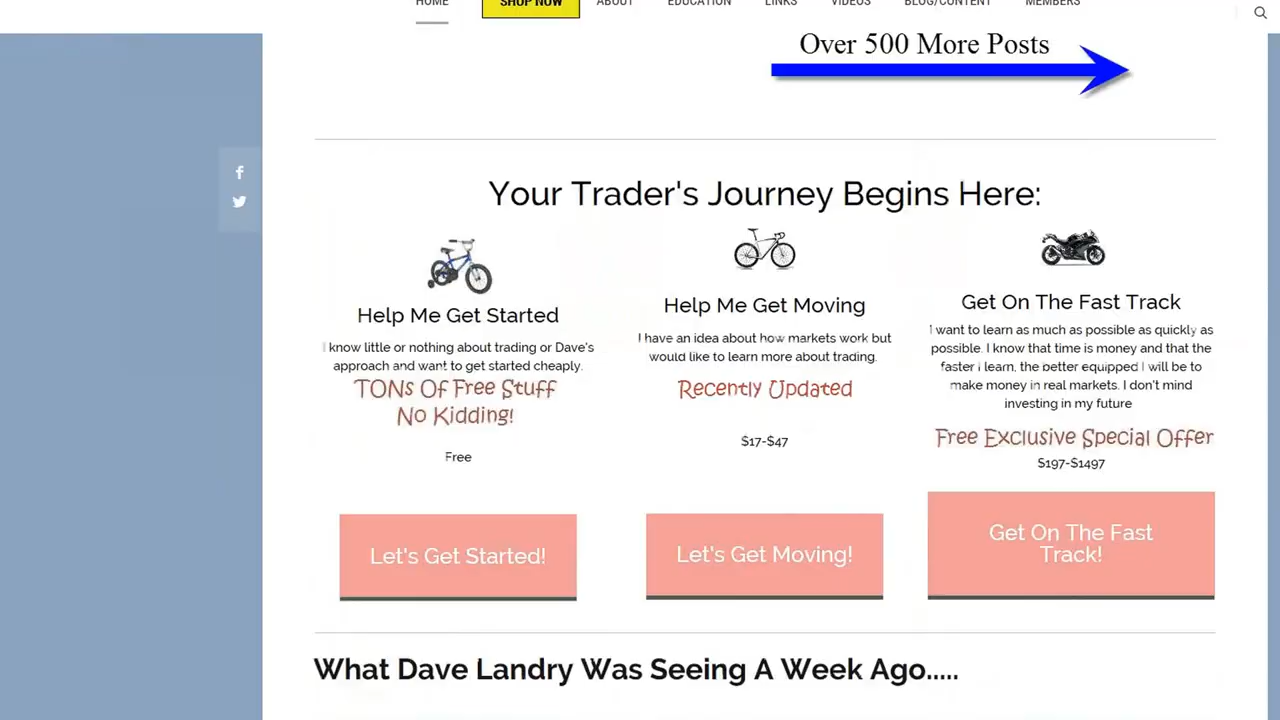 HOME SHOP NOW ABOUT EDUCATION LINKS VIDEOS BLOG/CONTENT MEMBERS
Over 500 More Posts
Your Trader's Journey Begins Here:
Help Me Get Started
I know little or nothing about trading or Dave's
approach and want to get started cheaply.
TONs Of Free Stuff
No Kidding!
Free
Let's Get Started!
Help Me Get Moving
I have an idea about how markets work but
would like to learn more about trading.
Recently Updated
$17-$47
Let's Get Moving!
Get On The Fast Track
I want to learn as much as possible as quickly as
possible. I know that time is money and that the
faster i learn, the better equipped I will be to
make money in real markets. I don't mind
investing in my future
Free Exclusive Special Offer
$197-$1497
Get On The Fast
Track!
What Dave Landry Was Seeing A Week Ago.....